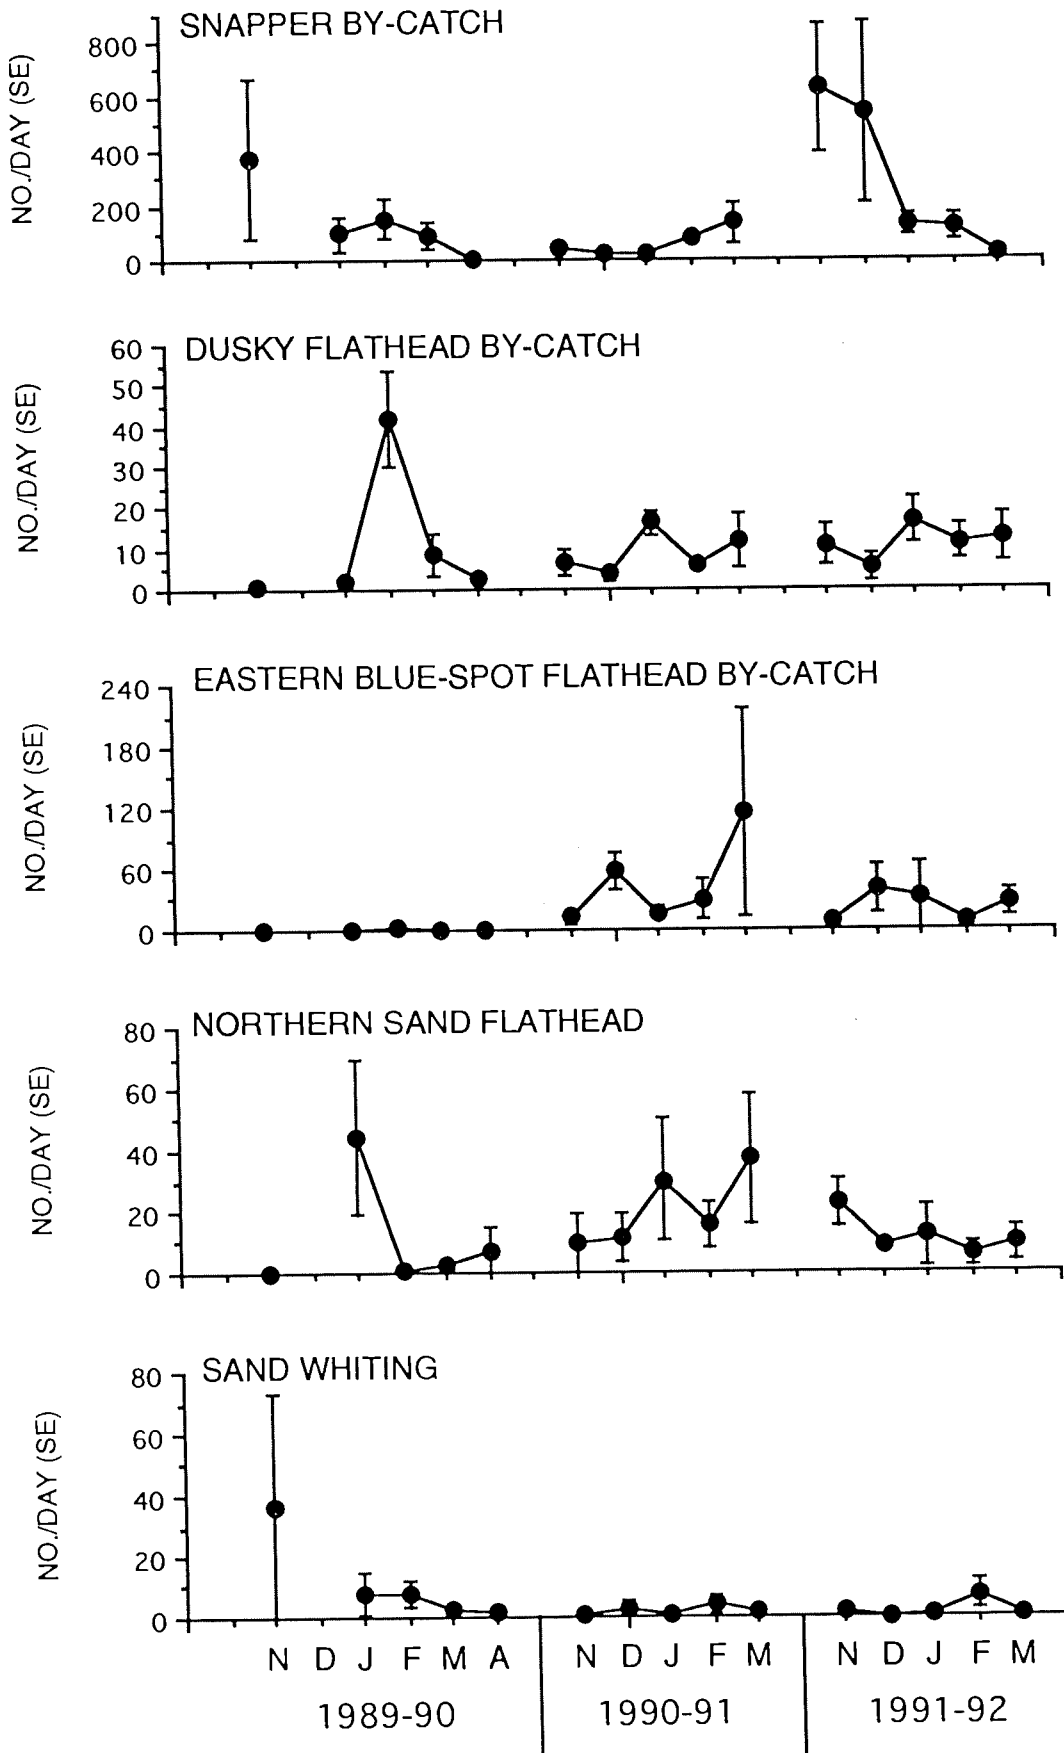 SNAPPER BY-CATCH
NO./DAY (SE)
800
600
400
200
0
DUSKY FLATHEAD BY-CATCH
NO./DAY (SE)
60
50
40
30
20
10
0
EASTERN BLUE-SPOT FLATHEAD BY-CATCH
NO./DAY (SE)
240
180
120
60
0
NORTHERN SAND FLATHEAD
NO./DAY (SE)
80
60
40
20
0
SAND WHITING
NO./DAY (SE)
80
60
40
20
0
N D J F M A N D J F M N D J F M
1989-90 1990-91 1991-92